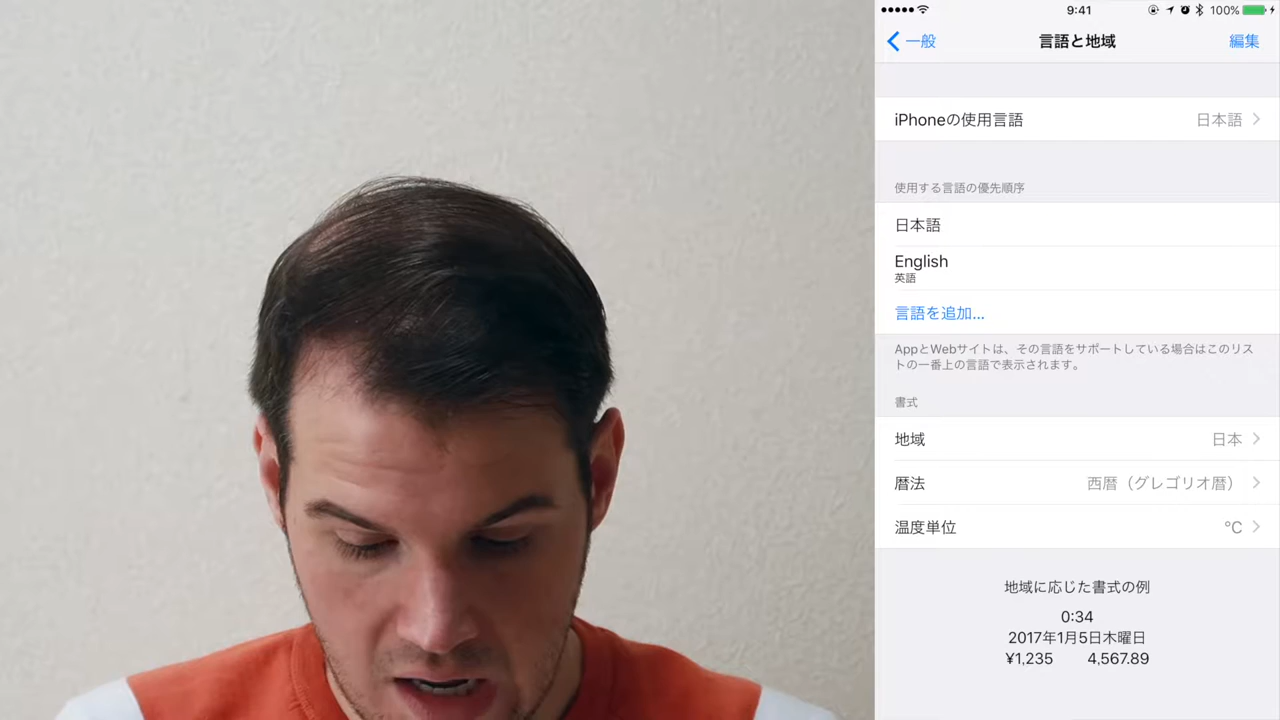 9:41
100%
一般
言語と地域
編集
iPhoneの使用言語 日本語
使用する言語の優先順序
日本語
English
英語
言語を追加...
AppとWebサイトは、その言語をサポートしている場合はこのリス
トの一番上の言語で表示されます。
書式
地域 日本
暦法 西暦（グレゴリオ暦）
温度単位 °C
地域に応じた書式の例
0:34
2017年1月5日木曜日
¥1,235 4,567.89